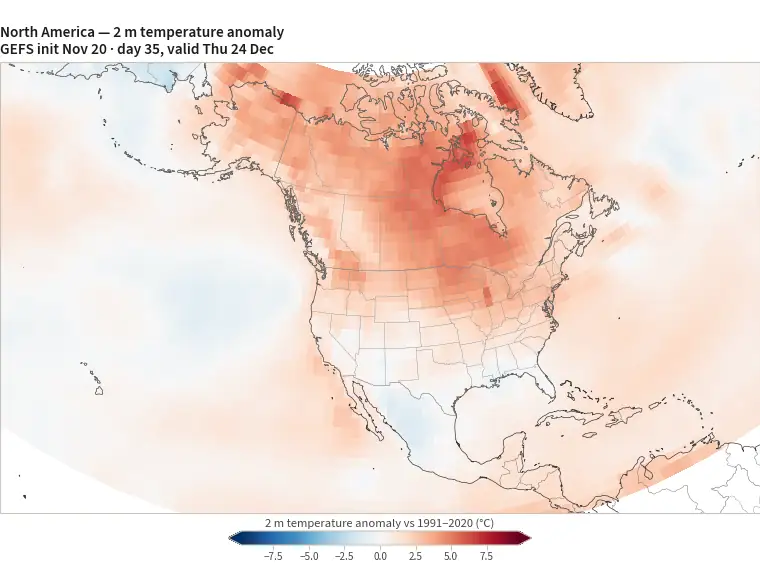 North America — 2 m temperature anomaly
GEFS init Nov 20 · day 35, valid Thu 24 Dec
2 m temperature anomaly vs 1991–2020 (°C)
−7.5 −5.0 −2.5 0.0 2.5 5.0 7.5